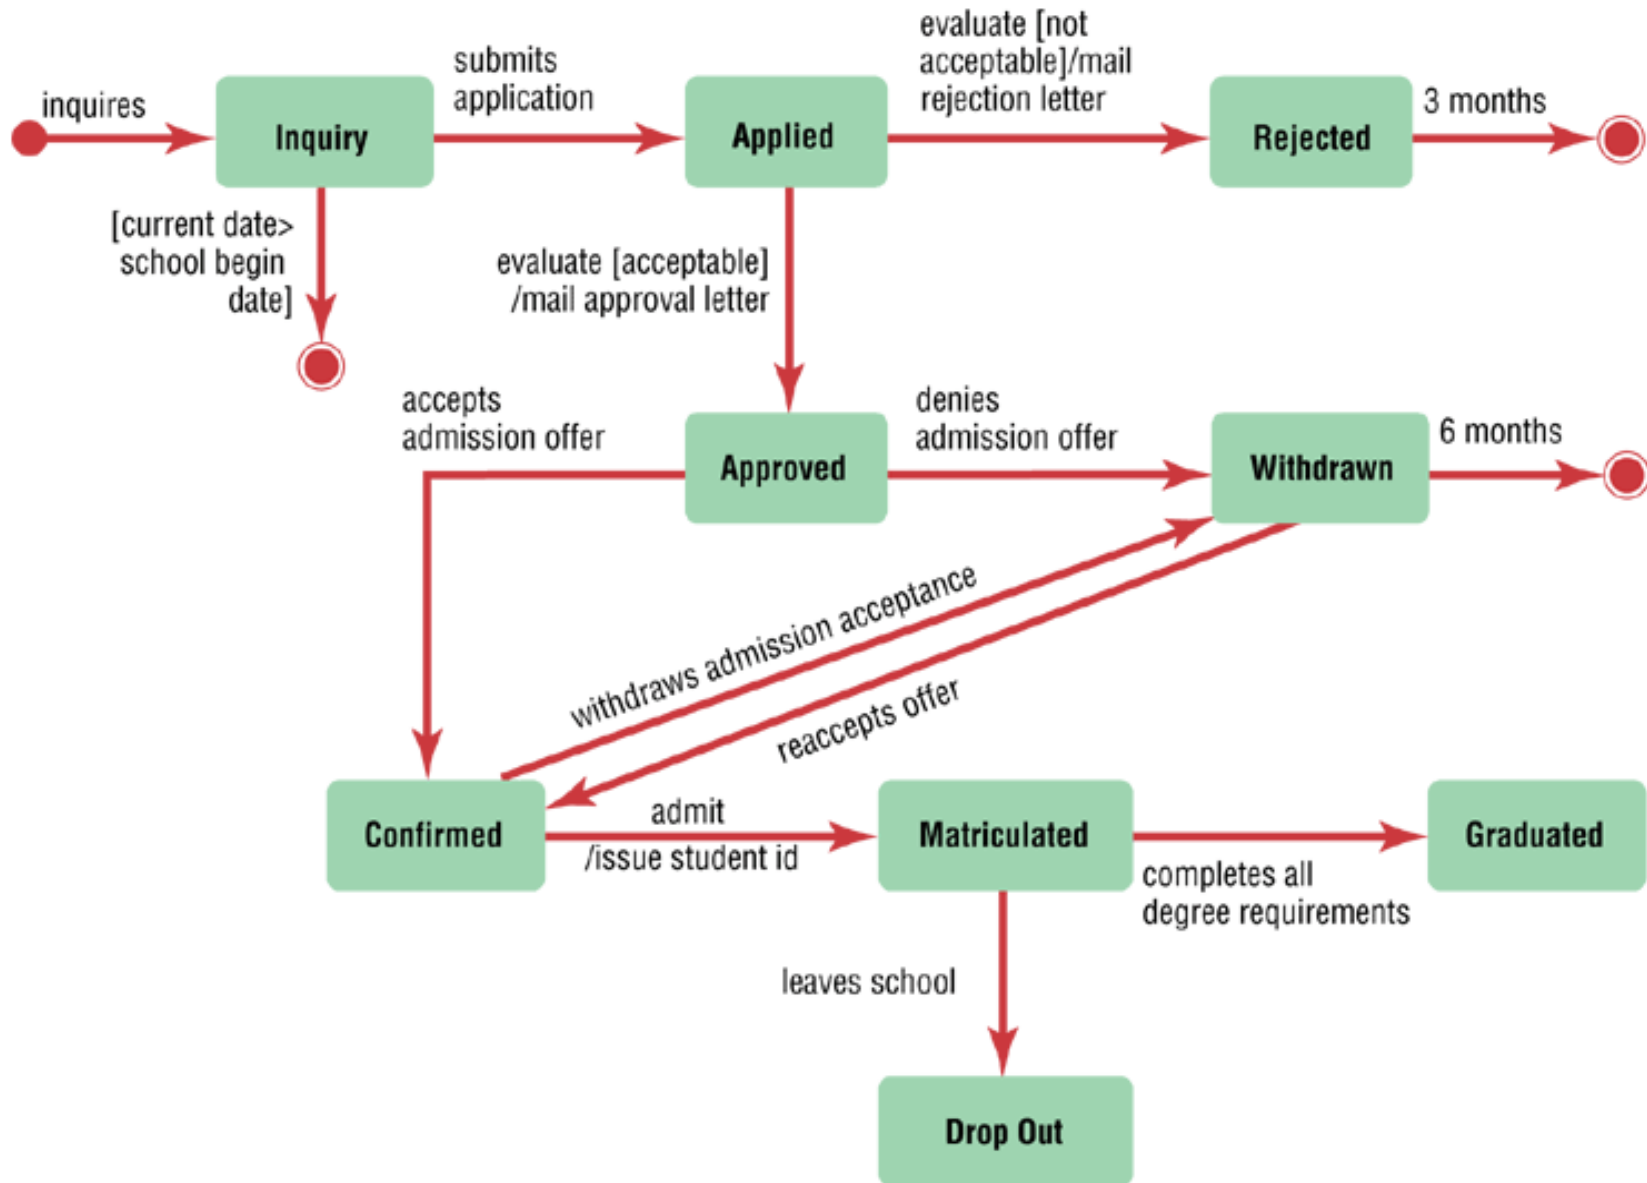 inquires
Inquiry
submits
application
Applied
evaluate [not
acceptable]/mail
rejection letter
Rejected
3 months
[current date>
school begin
date]
evaluate [acceptable]
/mail approval letter
accepts
admission offer
Approved
denies
admission offer
Withdrawn
6 months
withdraws admission acceptance
reaccepts offer
Confirmed
admit
/issue student id
Matriculated
completes all
degree requirements
Graduated
leaves school
Drop Out